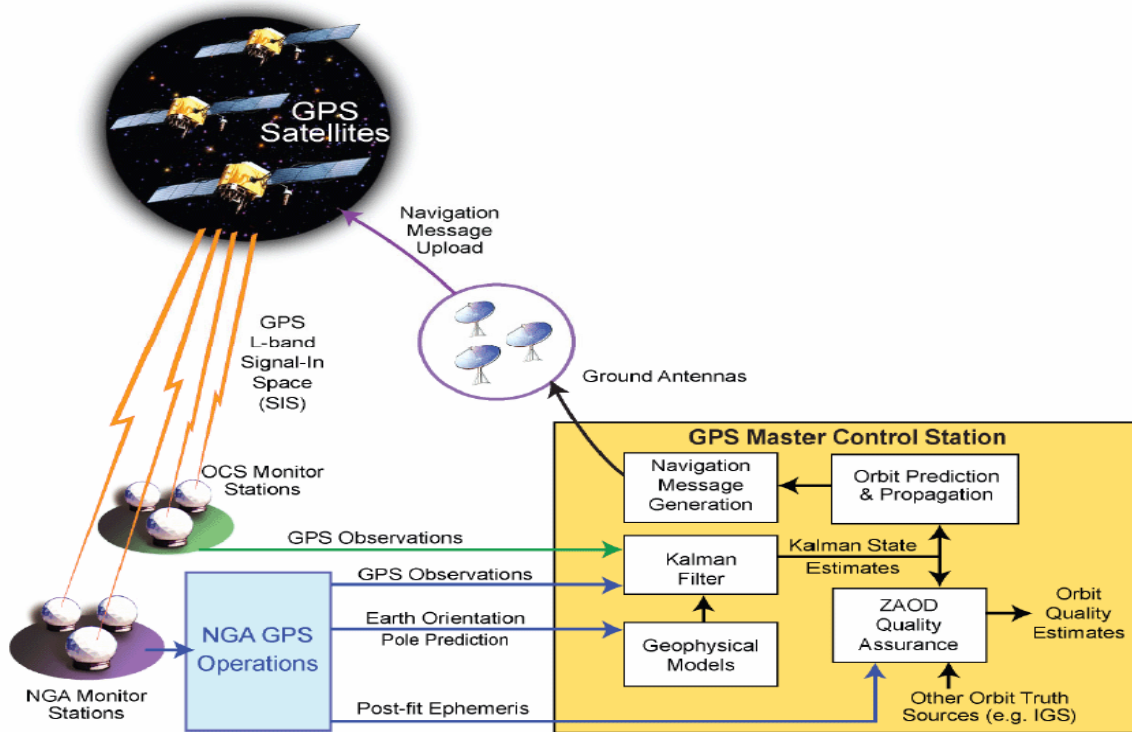 GPS
Satellites
Navigation
Message
Upload
GPS
L-band
Signal-In
Space
(SIS)
Ground Antennas
OCS Monitor
Stations
GPS Master Control Station
Navigation
Message
Generation
Orbit Prediction
& Propagation
GPS Observations
Kalman
Filter
Kalman State
Estimates
GPS Observations
Earth Orientation
Pole Prediction
NGA GPS
Operations
Geophysical
Models
ZAOD
Quality
Assurance
Orbit
Quality
Estimates
NGA Monitor
Stations
Post-fit Ephemeris
Other Orbit Truth
Sources (e.g. IGS)